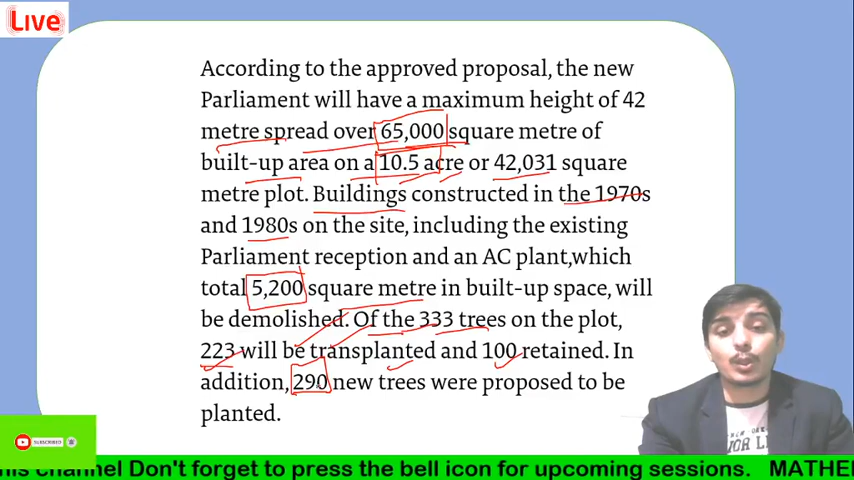 Live
According to the approved proposal, the new
Parliament will have a maximum height of 42
metre spread over 65,000 square metre of
built-up area on a 10.5 acre or 42,031 square
metre plot. Buildings constructed in the 1970s
and 1980s on the site, including the existing
Parliament reception and an AC plant,which
total 5,200 square metre in built-up space, will
be demolished. Of the 333 trees on the plot,
223 will be transplanted and 100 retained. In
addition, 290 new trees were proposed to be
planted.
SUBSCRIBE
his channel Don't forget to press the bell icon for upcoming sessions. MATHE